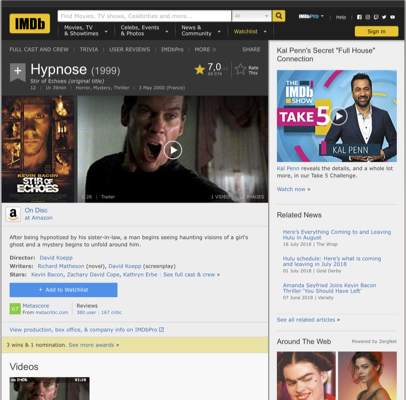 IMDb
Find Movies, TV shows, Celebrities and more...
All
IMDbPro
Help
Movies, TV & Showtimes
Celebs, Events & Photos
News & Community
Watchlist
Sign in
FULL CAST AND CREW | TRIVIA | USER REVIEWS | IMDbPro | MORE
SHARE
Hypnose (1999)
Stir of Echoes (original title)
12 | 1h 39min | Horror, Mystery, Thriller | 3 May 2000 (France)
7,0
Rate This
KEVIN BACON
STIR OF ECHOES
Trailer
1 VIDEO
IMAGES
On Disc
at Amazon
After being hypnotized by his sister-in-law, a man begins seeing haunting visions of a girl's
ghost and a mystery begins to unfold around him.
Director: David Koepp
Writers: Richard Matheson (novel), David Koepp (screenplay)
Stars: Kevin Bacon, Zachary David Cope, Kathryn Erbe | See full cast & crew »
+ Add to Watchlist
Metascore
From metacritic.com
Reviews
380 user | 167 critic
View production, box office, & company info on IMDbPro
3 wins & 1 nomination. See more awards »
Videos
Kal Penn's Secret "Full House"
Connection
THE IMDb SHOW
TAKE 5
KAL PENN
Kal Penn reveals the details, and a whole lot
more, in our Take 5 Challenge.
Watch now »
Related News
Here's Everything Coming to and Leaving
Hulu in August
18 July 2018 | The Wrap
Hulu schedule: Here's what is
coming and leaving in July 2018
01 July 2018 | Gold Derby
Amanda Seyfried Joins Kevin Bacon
Thriller 'You Should Have Left'
07 June 2018 | Variety
See all related articles »
Around The Web
Powered by ZergNet